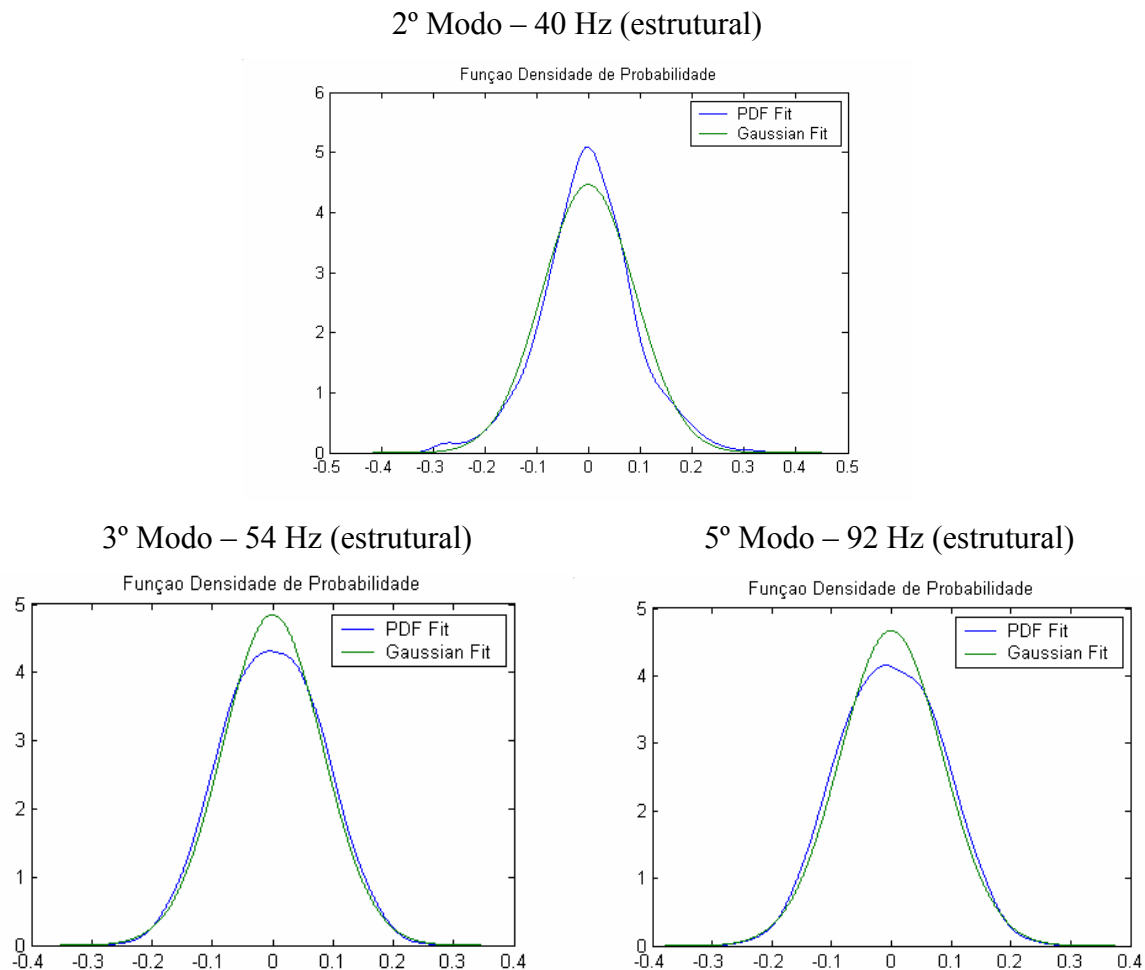 2º Modo – 40 Hz (estrutural)
Funçao Densidade de Probabilidade
PDF Fit
Gaussian Fit
6
5
4
3
2
1
0
-0.5 -0.4 -0.3 -0.2 -0.1 0 0.1 0.2 0.3 0.4 0.5
3º Modo – 54 Hz (estrutural)
Funçao Densidade de Probabilidade
PDF Fit
Gaussian Fit
5
4
3
2
1
0
-0.4 -0.3 -0.2 -0.1 0 0.1 0.2 0.3 0.4
5º Modo – 92 Hz (estrutural)
Funçao Densidade de Probabilidade
PDF Fit
Gaussian Fit
5
4
3
2
1
0
-0.4 -0.3 -0.2 -0.1 0 0.1 0.2 0.3 0.4